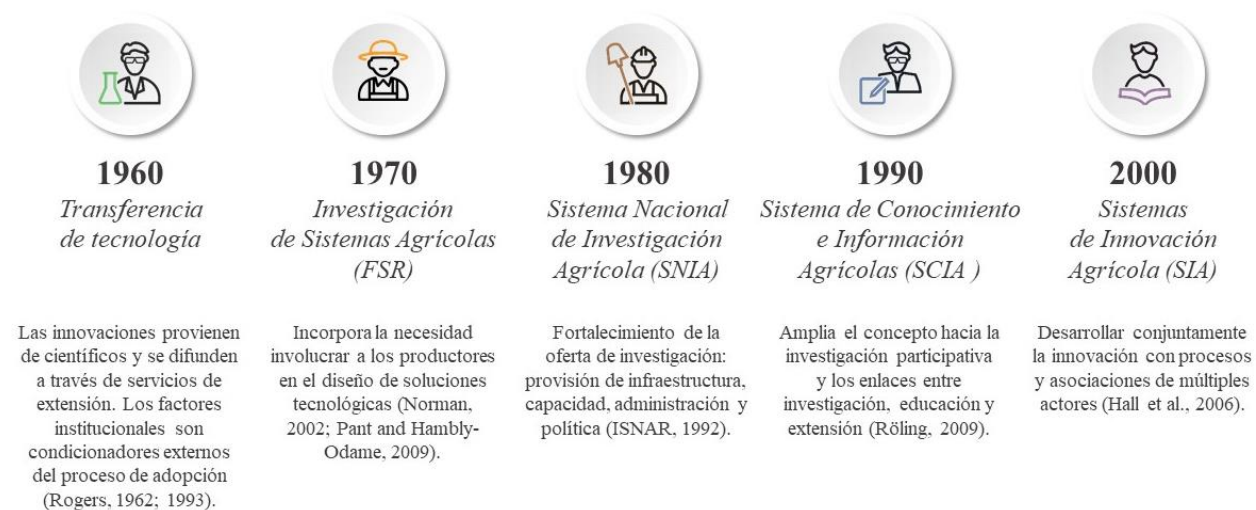 1960
Transferencia
de tecnología
Las innovaciones provienen
de científicos y se difunden
a través de servicios de
extensión. Los factores
institucionales son
condicionadores externos
del proceso de adopción
(Rogers, 1962; 1993).
1970
Investigación
de Sistemas Agrícolas
(FSR)
Incorpora la necesidad
involucrar a los productores
en el diseño de soluciones
tecnológicas (Norman,
2002; Pant and Hambly-
Odame, 2009).
1980
Sistema Nacional
de Investigación
Agrícola (SNIA)
Fortalecimiento de la
oferta de investigación:
provisión de infraestructura,
capacidad, administración y
política (ISNAR, 1992).
1990
Sistema de Conocimiento
e Información
Agrícolas (SCIA )
Amplia el concepto hacia la
investigación participativa
y los enlaces entre
investigación, educación y
extensión (Röling, 2009).
2000
Sistemas
de Innovación
Agrícola (SIA)
Desarrollar conjuntamente
la innovación con procesos
y asociaciones de múltiples
actores (Hall et al., 2006).